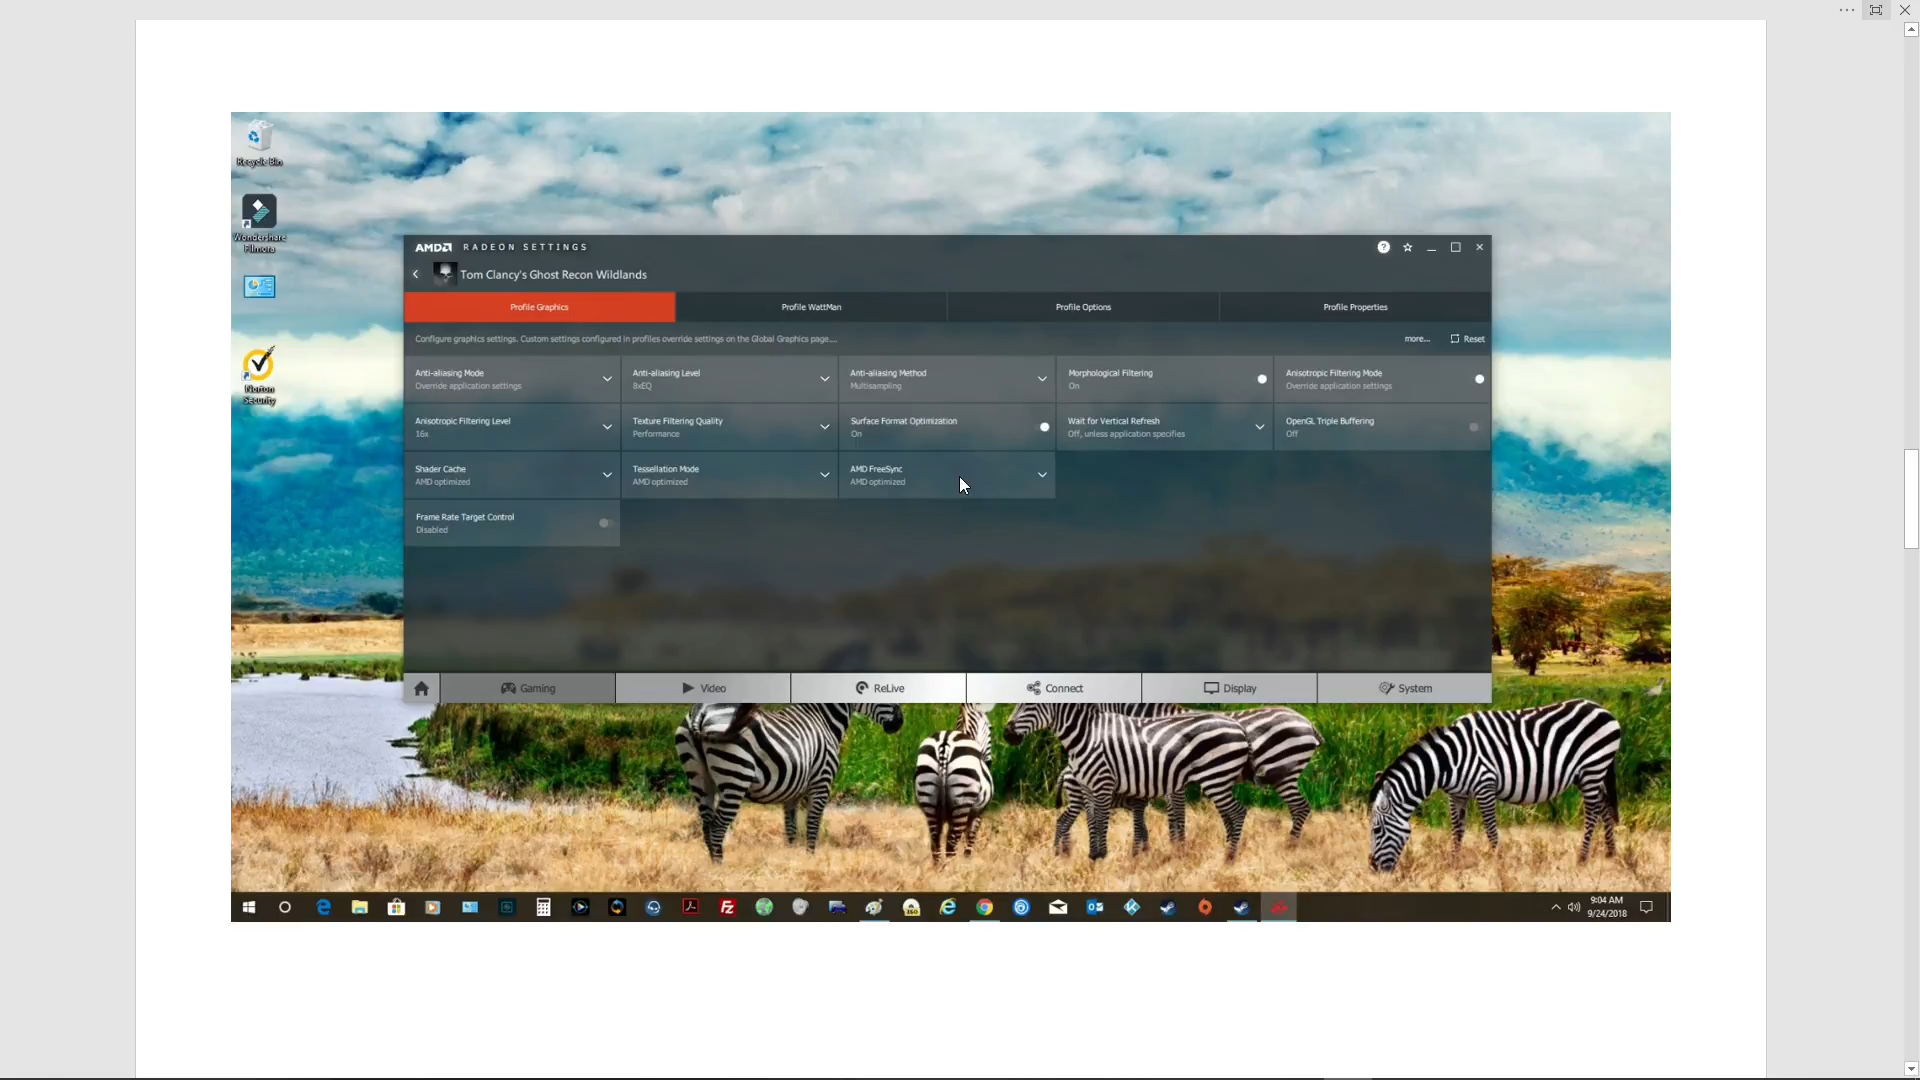 Recycle Bin
Wondershare
Filmora
Norton
Security
AMD RADEON SETTINGS
Tom Clancy's Ghost Recon Wildlands
Profile Graphics
Profile WattMan
Profile Options
Profile Properties
Configure graphics settings. Custom settings configured in profiles override settings on the Global Graphics page....
more...
Reset
Anti-aliasing Mode
Override application settings
Anti-aliasing Level
8xEQ
Anti-aliasing Method
Multisampling
Morphological Filtering
On
Anisotropic Filtering Mode
Override application settings
Anisotropic Filtering Level
16x
Texture Filtering Quality
Performance
Surface Format Optimization
On
Wait for Vertical Refresh
Off, unless application specifies
OpenGL Triple Buffering
Off
Shader Cache
AMD optimized
Tessellation Mode
AMD optimized
AMD FreeSync
AMD optimized
Frame Rate Target Control
Disabled
Gaming
Video
ReLive
Connect
Display
System
9:04 AM
9/24/2018